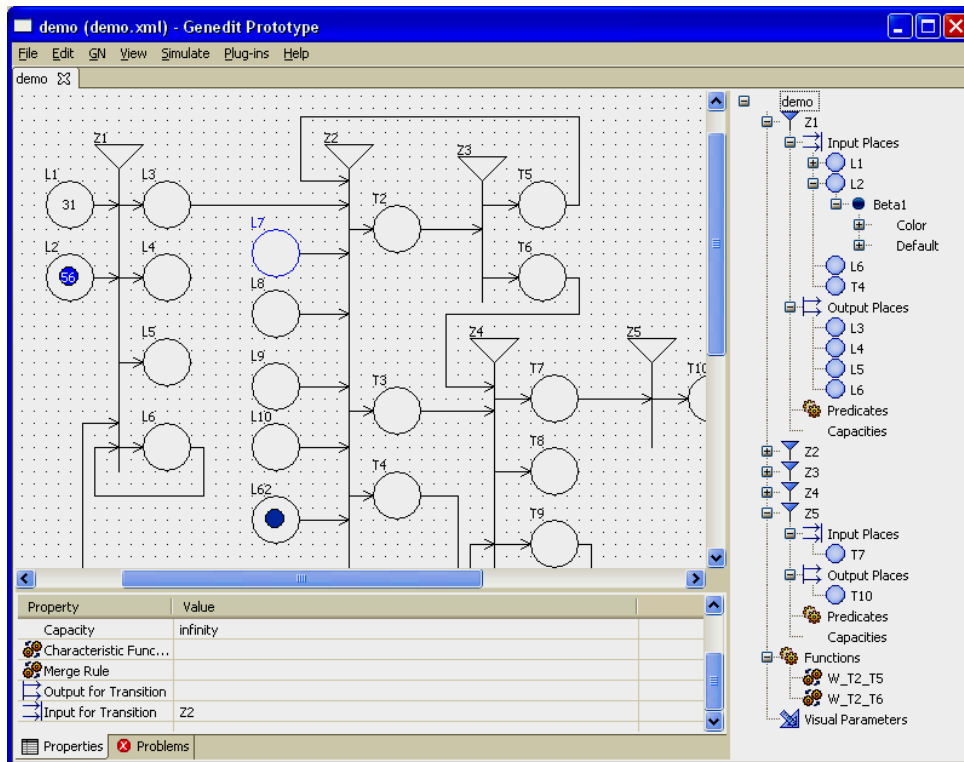 demo (demo.xml) - Genedit Prototype
File Edit GN View Simulate Plug-ins Help
demo
Z1 Z2 Z3
L1 L3 T5
31 T2
L2 L4 L7 T6
56
L8
L5 L9 Z4 Z5
T3 T7 T10
L6 L10 T8
T4
L62 T9
Property Value
Capacity infinity
Characteristic Func...
Merge Rule
Output for Transition
Input for Transition Z2
Properties Problems
demo
Z1
Input Places
L1
L2
Beta1
Color
Default
L6
T4
Output Places
L3
L4
L5
L6
Predicates
Capacities
Z2
Z3
Z4
Z5
Input Places
T7
Output Places
T10
Predicates
Capacities
Functions
W_T2_T5
W_T2_T6
Visual Parameters